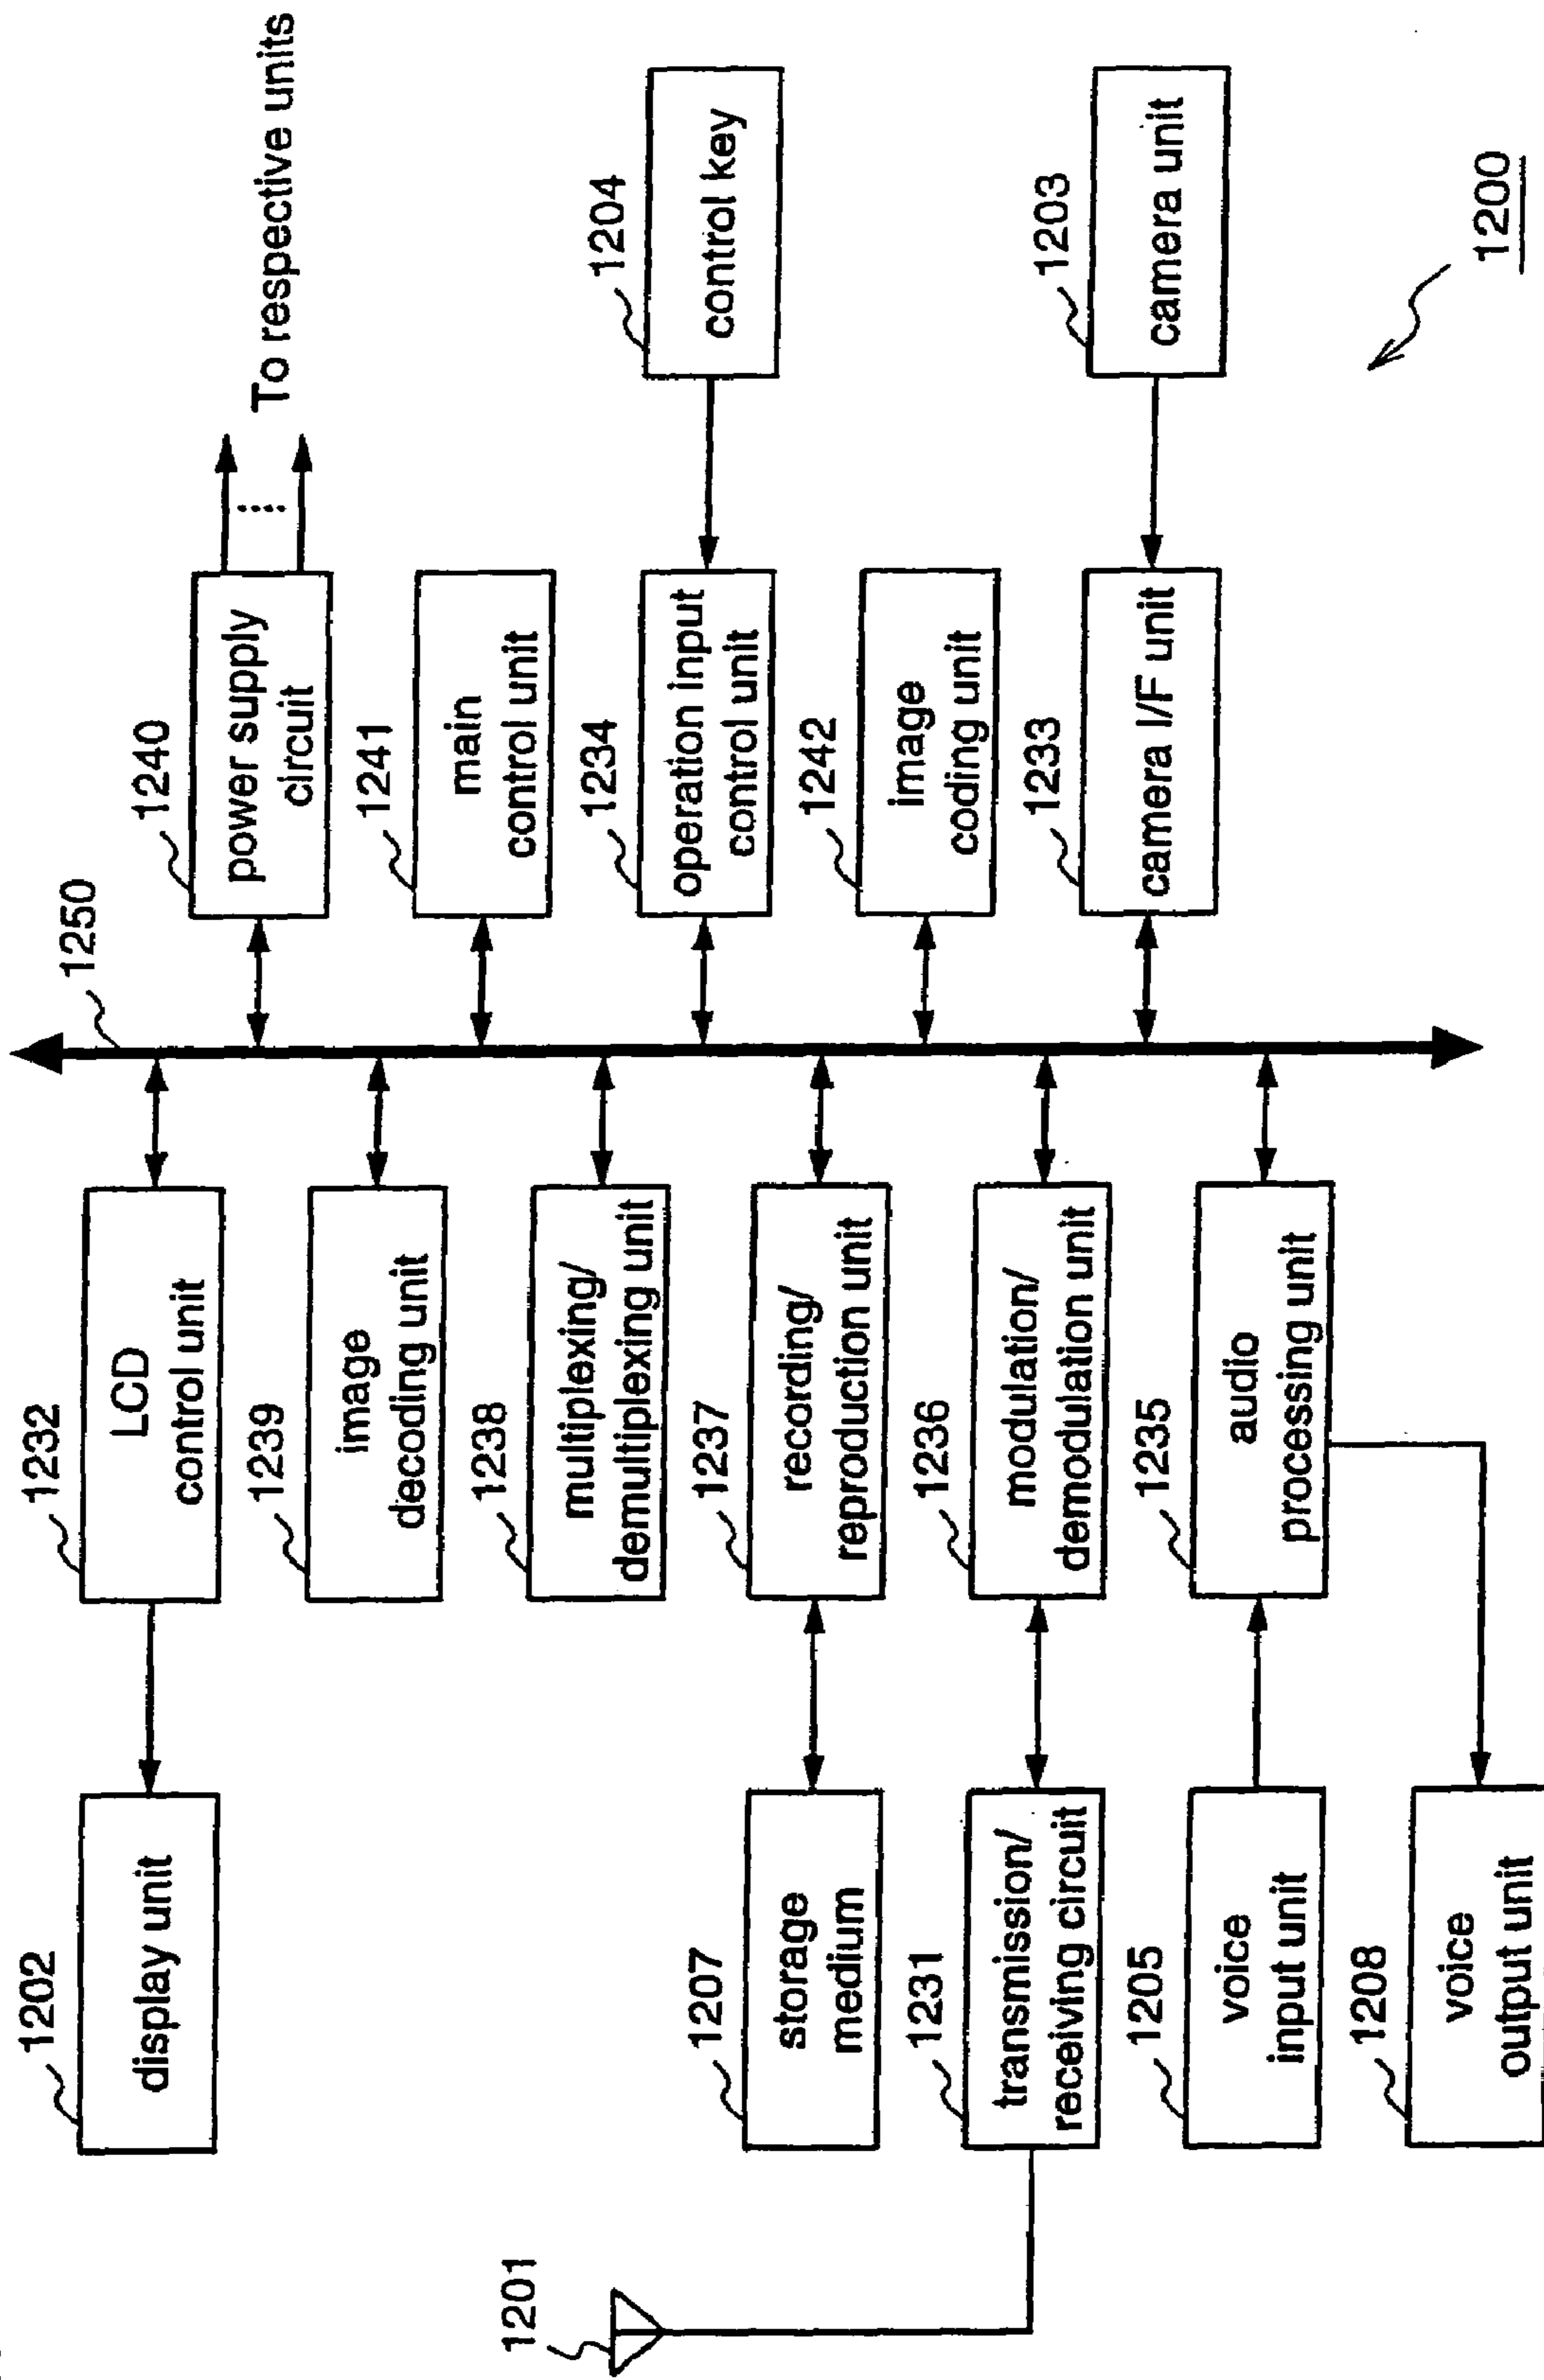 1201
1202
display unit
1207
storage
medium
1231
transmission/
receiving circuit
1205
voice
input unit
1208
voice
output unit
1232
LCD
control unit
1239
image
decoding unit
1238
multiplexing/
demultiplexing unit
1237
recording/
reproduction unit
1236
modulation/
demodulation unit
1235
audio
processing unit
1250
1240
power supply
circuit
1241
main
control unit
1234
operation input
control unit
1242
image
coding unit
1233
camera I/F unit
To respective units
1204
control key
1203
camera unit
1200